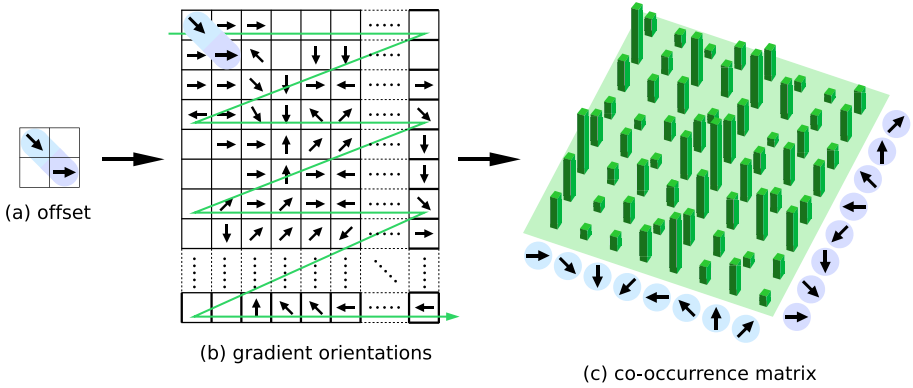 (a) offset
(b) gradient orientations
(c) co-occurrence matrix